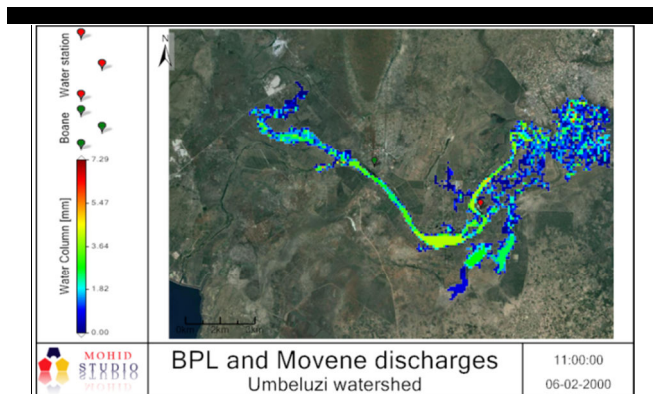 Water station
Boane
Water Column [mm]
7.29
5.47
3.64
1.82
0.00
N
MOHID
STUDIO
BPL and Movene discharges
Umbeluzi watershed
11:00:00
06-02-2000